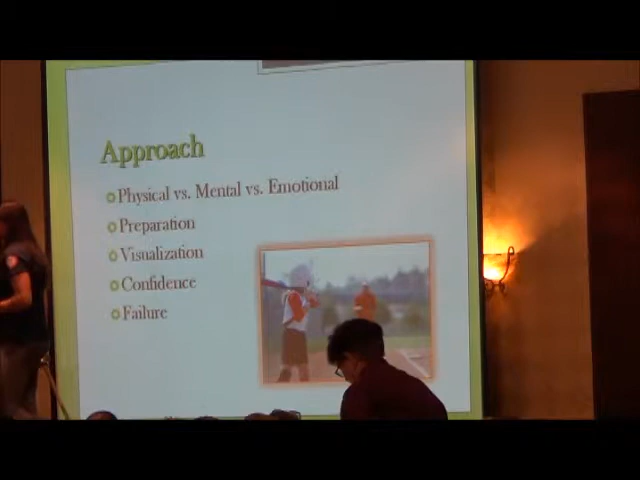 Approach
Physical vs. Mental vs. Emotional
Preparation
Visualization
Confidence
Failure